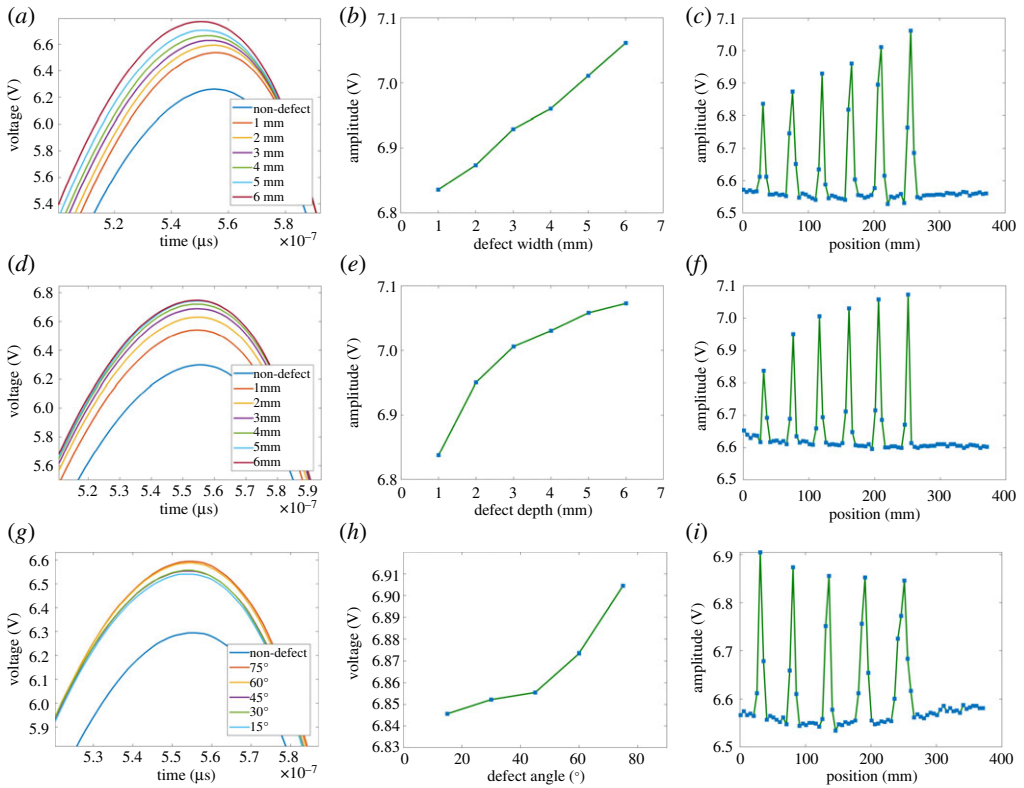 (a)
voltage (V)
6.6
6.4
6.2
6.0
5.8
5.6
5.4
non-defect
1 mm
2 mm
3 mm
4 mm
5 mm
6 mm
5.2 5.4 5.6 5.8
time (µs)
×10⁻⁷
(b)
amplitude (V)
7.1
7.0
6.9
6.8
0 1 2 3 4 5 6 7
defect width (mm)
(c)
amplitude (V)
7.1
7.0
6.9
6.8
6.7
6.6
6.5
0 100 200 300 400
position (mm)
(d)
voltage (V)
6.8
6.6
6.4
6.2
6.0
5.8
5.6
non-defect
1mm
2mm
3mm
4mm
5mm
6mm
5.2 5.3 5.4 5.5 5.6 5.7 5.8 5.9
time (µs)
×10⁻⁷
(e)
amplitude (V)
7.1
7.0
6.9
6.8
0 1 2 3 4 5 6 7
defect depth (mm)
(f)
amplitude (V)
7.1
7.0
6.9
6.8
6.7
6.6
6.5
0 100 200 300 400
position (mm)
(g)
voltage (V)
6.6
6.5
6.4
6.3
6.2
6.1
6.0
5.9
non-defect
75°
60°
45°
30°
15°
5.3 5.4 5.5 5.6 5.7 5.8
time (µs)
×10⁻⁷
(h)
voltage (V)
6.91
6.90
6.89
6.88
6.87
6.86
6.85
6.84
6.83
0 20 40 60 80
defect angle (°)
(i)
amplitude (V)
6.9
6.8
6.7
6.6
6.5
0 100 200 300 400
position (mm)